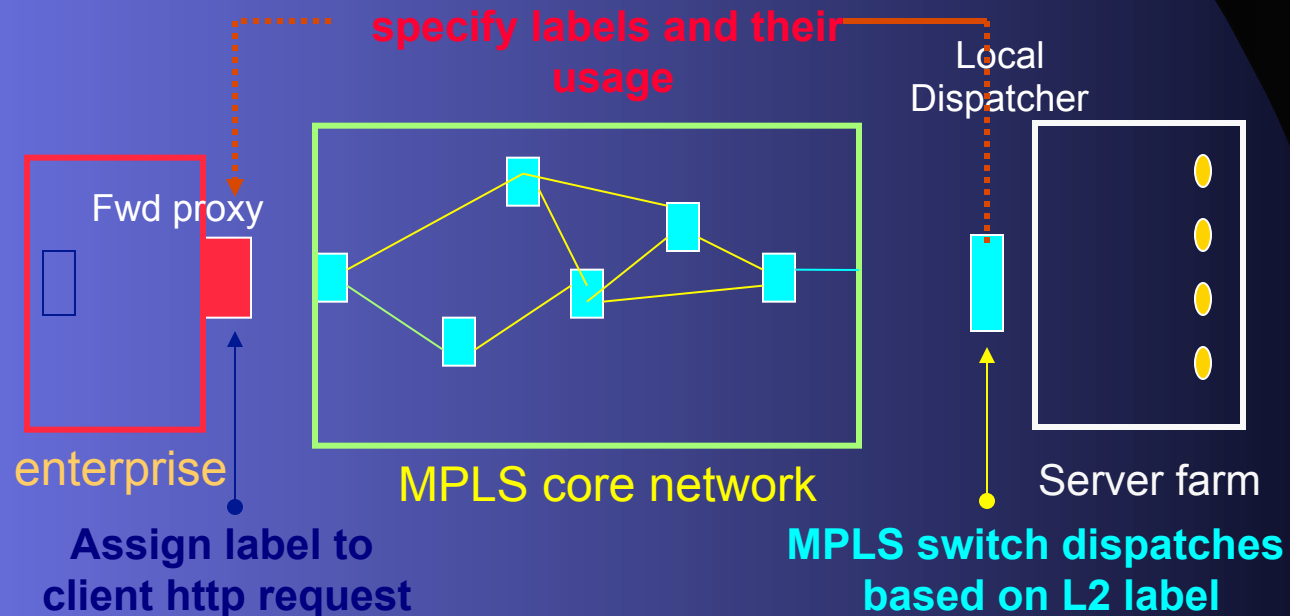 specify labels and their
usage
Local
Dispatcher
Fwd proxy
enterprise
MPLS core network
Server farm
Assign label to
client http request
MPLS switch dispatches
based on L2 label